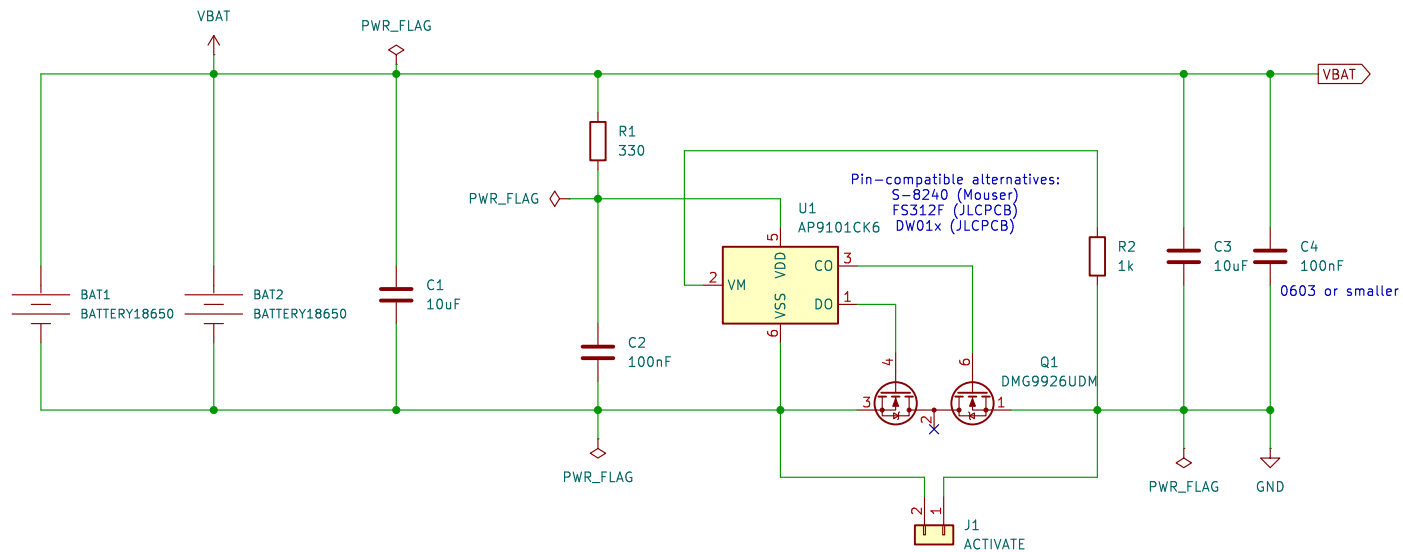 VBAT
PWR_FLAG
VBAT
R1
330
PWR_FLAG
Pin-compatible alternatives:
S-8240 (Mouser)
FS312F (JLCPCB)
DW01x (JLCPCB)
U1
AP9101CK6
5
VDD
CO
3
2
VM
VSS
DO
1
6
R2
1k
C3
10uF
C4
100nF
0603 or smaller
BAT1
BATTERY18650
BAT2
BATTERY18650
C1
10uF
C2
100nF
4
6
Q1
DMG9926UDM
3
2
1
PWR_FLAG
PWR_FLAG
GND
2
1
J1
ACTIVATE